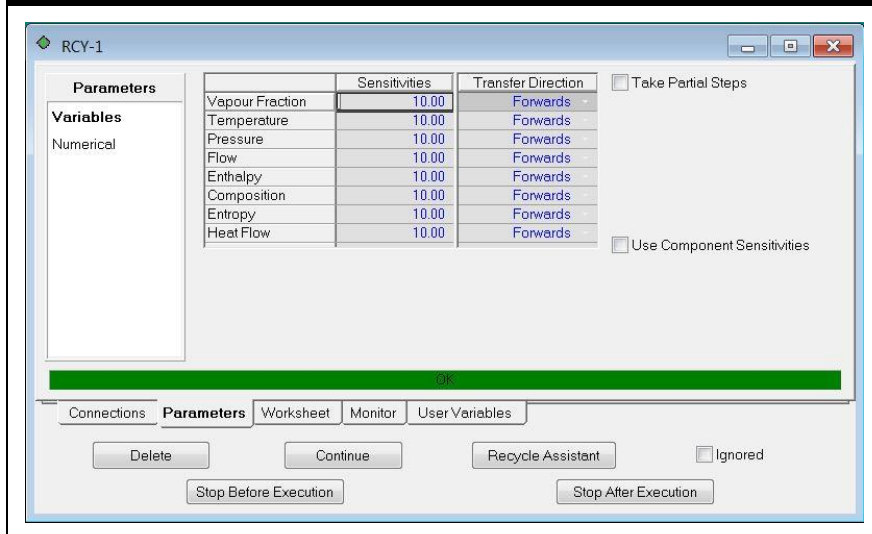 RCY-1
Parameters
Variables
Numerical
Sensitivities Transfer Direction
Vapour Fraction 10.00 Forwards
Temperature 10.00 Forwards
Pressure 10.00 Forwards
Flow 10.00 Forwards
Enthalpy 10.00 Forwards
Composition 10.00 Forwards
Entropy 10.00 Forwards
Heat Flow 10.00 Forwards
Take Partial Steps
Use Component Sensitivities
OK
Connections Parameters Worksheet Monitor User Variables
Delete Continue Recycle Assistant Ignored
Stop Before Execution Stop After Execution